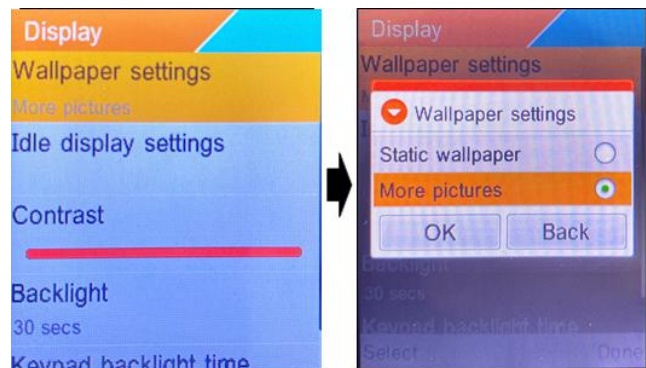 Display
Wallpaper settings
More pictures
Idle display settings
Contrast
Backlight
30 secs
Keypad backlight time
Display
Wallpaper settings
Wallpaper settings
Static wallpaper
More pictures
OK Back
Backlight
30 secs
Keypad backlight time
Select Done